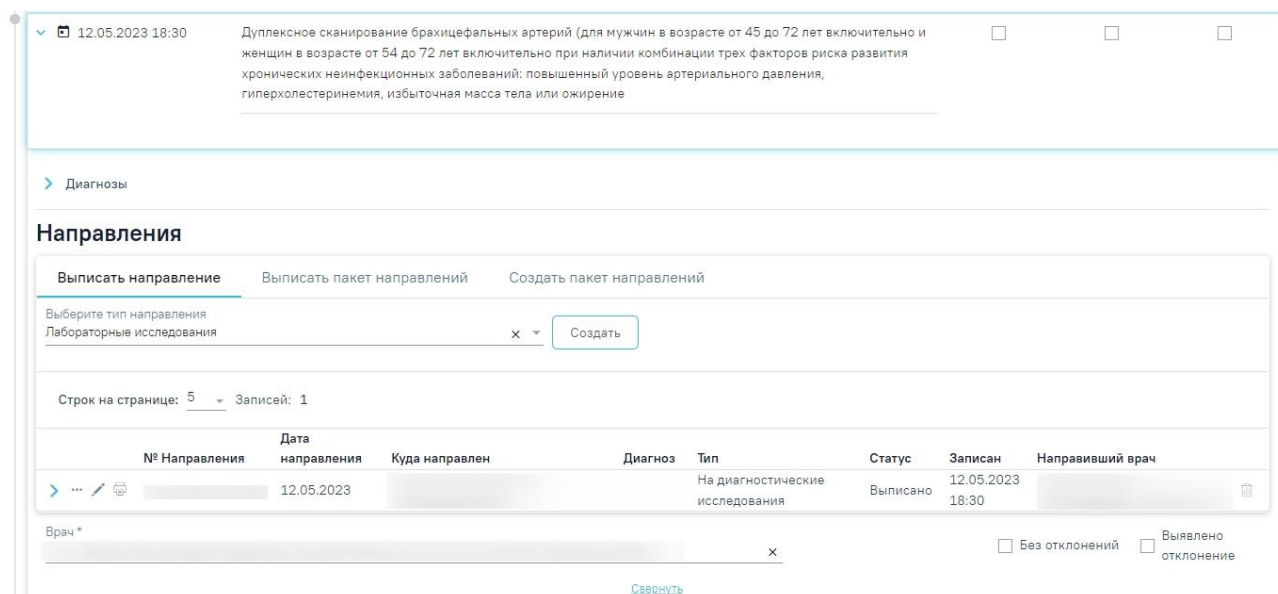 12.05.2023 18:30
Дуплексное сканирование брахицефальных артерий (для мужчин в возрасте от 45 до 72 лет включительно и
женщин в возрасте от 54 до 72 лет включительно при наличии комбинации трех факторов риска развития
хронических неинфекционных заболеваний: повышенный уровень артериального давления,
гиперхолестеринемия, избыточная масса тела или ожирение
Диагнозы
Направления
Выписать направление Выписать пакет направлений Создать пакет направлений
Выберите тип направления
Лабораторные исследования
Создать
Строк на странице: 5 Записей: 1
№ Направления Дата направления Куда направлен Диагноз Тип Статус Записан Направивший врач
12.05.2023 На диагностические исследования Выписано 12.05.2023 18:30
Врач *
Без отклонений Выявлено отклонение
Свернуть